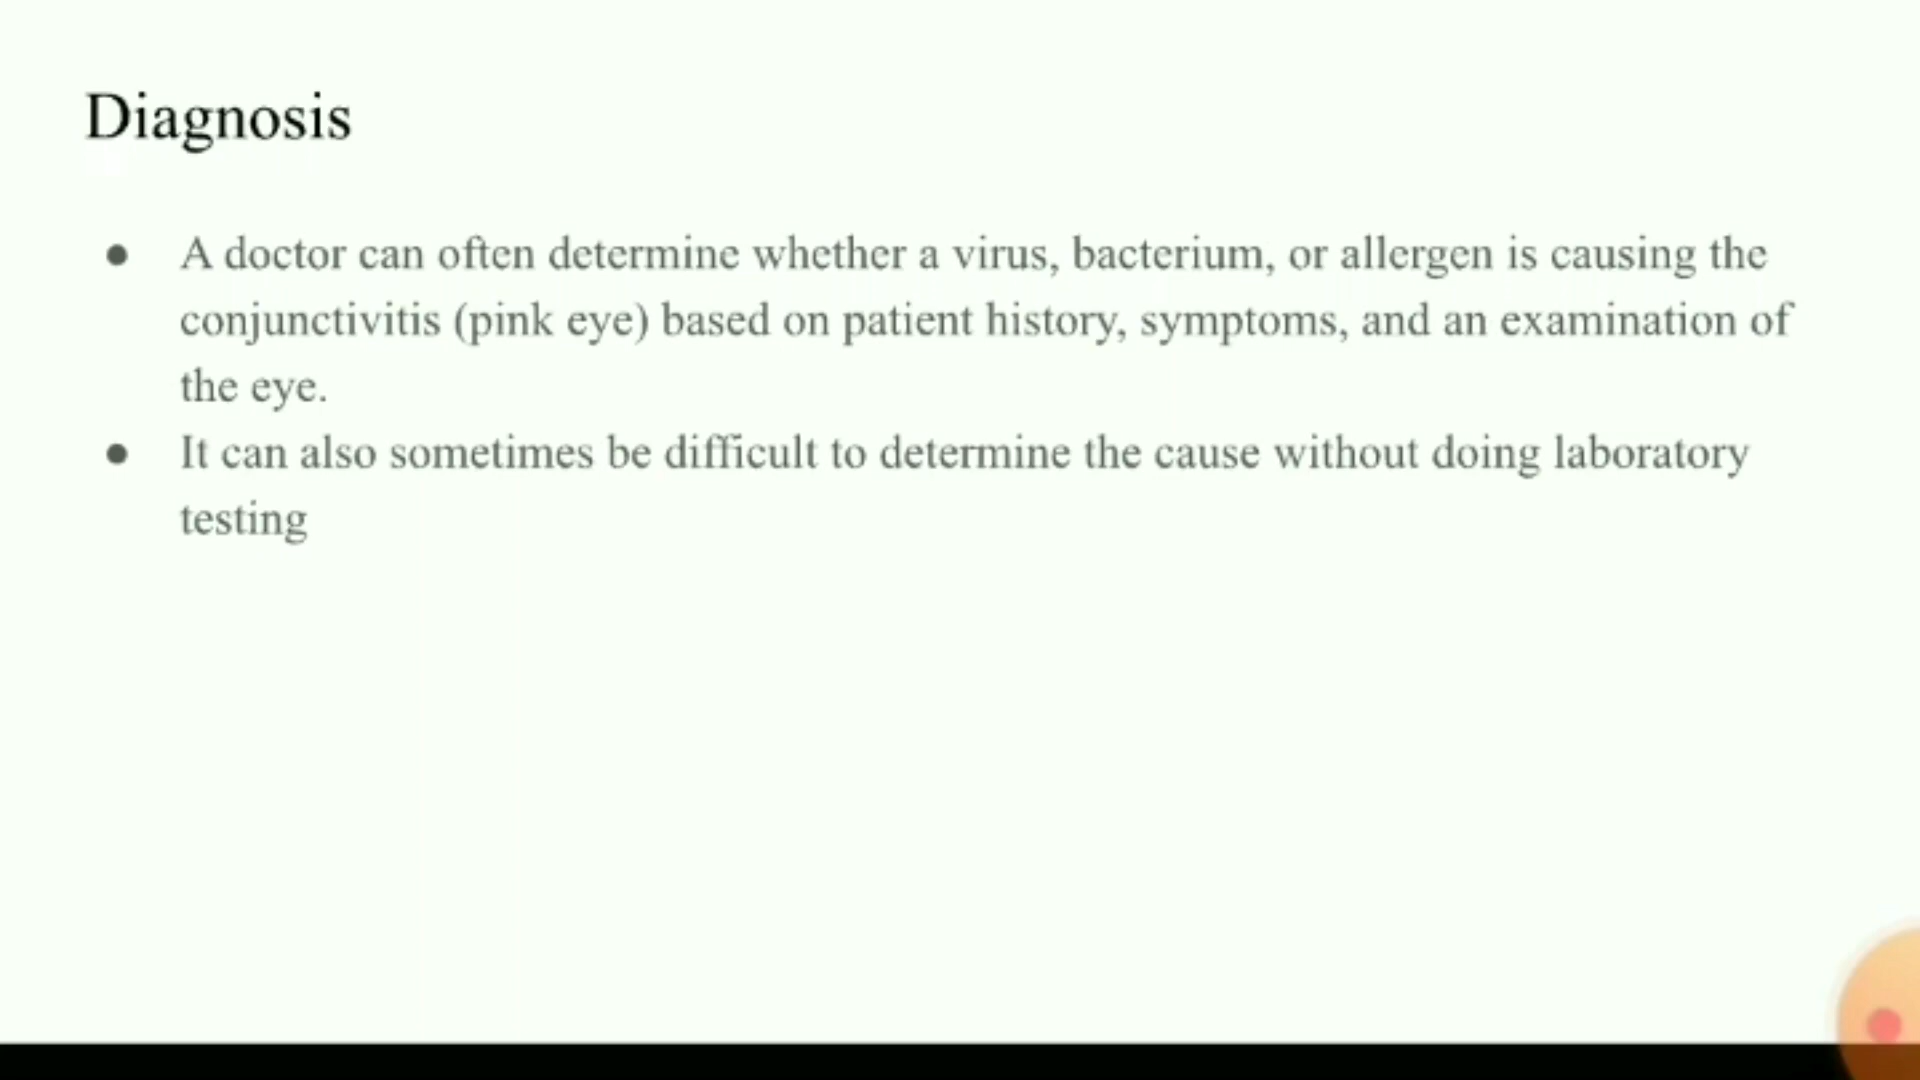 Diagnosis
● A doctor can often determine whether a virus, bacterium, or allergen is causing the
conjunctivitis (pink eye) based on patient history, symptoms, and an examination of
the eye.
● It can also sometimes be difficult to determine the cause without doing laboratory
testing